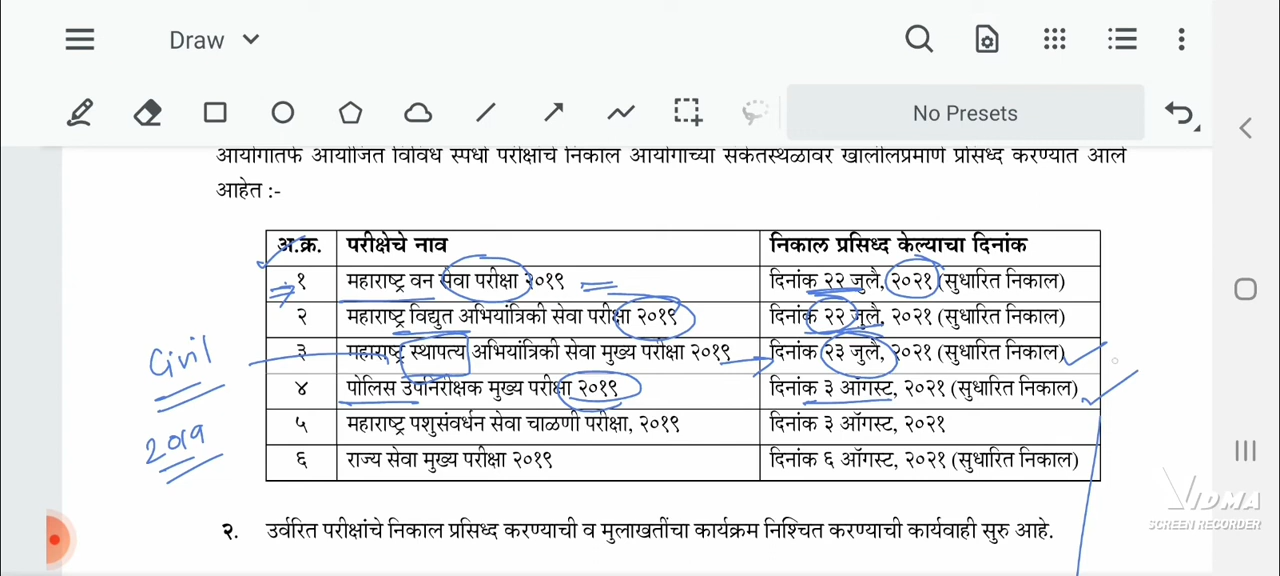 Draw
No Presets
आयोगातर्फे आयोजित विविध स्पर्धा परीक्षांचे निकाल आयोगाच्या संकेतस्थळावर खालीलप्रमाणे प्रसिध्द करण्यात आले
आहेत :-
अ.क्र. परीक्षेचे नाव निकाल प्रसिध्द केल्याचा दिनांक
१ महाराष्ट्र वन सेवा परीक्षा २०१९ दिनांक २२ जुलै, २०२१ (सुधारित निकाल)
२ महाराष्ट्र विद्युत अभियांत्रिकी सेवा परीक्षा २०१९ दिनांक २२ जुलै, २०२१ (सुधारित निकाल)
३ महाराष्ट्र स्थापत्य अभियांत्रिकी सेवा मुख्य परीक्षा २०१९ दिनांक २३ जुलै, २०२१ (सुधारित निकाल)
Civil
४ पोलिस उपनिरीक्षक मुख्य परीक्षा २०१९ दिनांक ३ ऑगस्ट, २०२१ (सुधारित निकाल)
५ महाराष्ट्र पशुसंवर्धन सेवा चाळणी परीक्षा, २०१९ दिनांक ३ ऑगस्ट, २०२१
2019
६ राज्य सेवा मुख्य परीक्षा २०१९ दिनांक ६ ऑगस्ट, २०२१ (सुधारित निकाल)
VIDMA
SCREEN RECORDER
२. उर्वरित परीक्षांचे निकाल प्रसिध्द करण्याची व मुलाखतींचा कार्यक्रम निश्चित करण्याची कार्यवाही सुरु आहे.